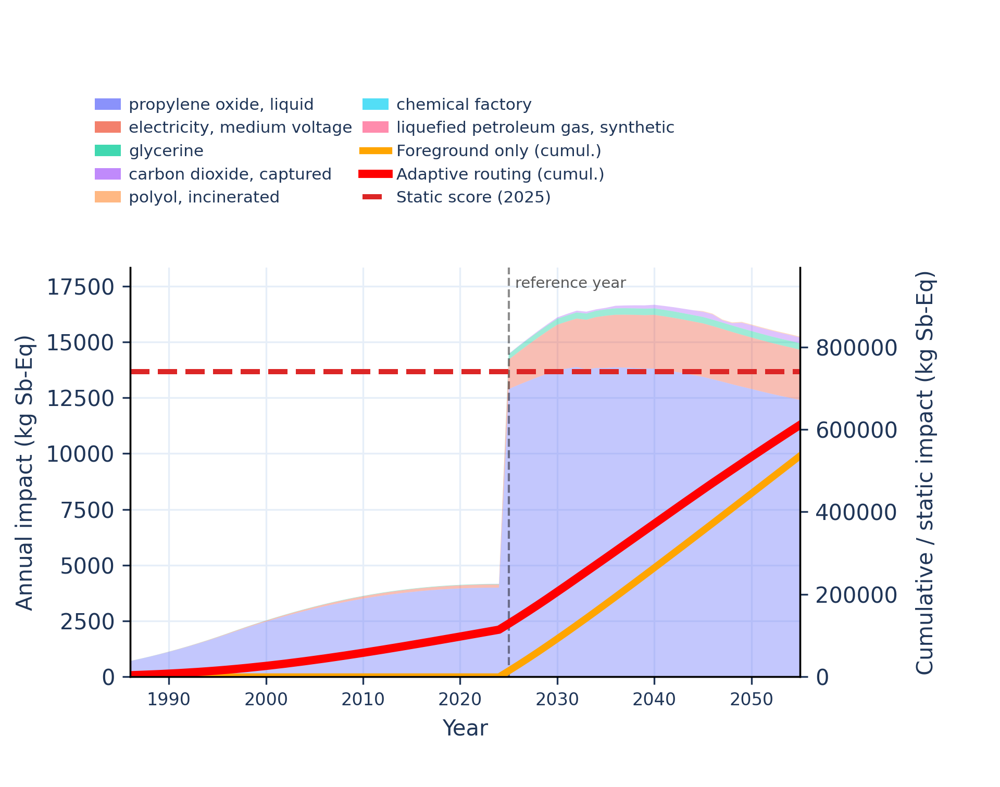 propylene oxide, liquid
electricity, medium voltage
glycerine
carbon dioxide, captured
polyol, incinerated
chemical factory
liquefied petroleum gas, synthetic
Foreground only (cumul.)
Adaptive routing (cumul.)
Static score (2025)
reference year
Annual impact (kg Sb-Eq)
17500
15000
12500
10000
7500
5000
2500
0
800000
600000
400000
200000
0
Cumulative / static impact (kg Sb-Eq)
1990
2000
2010
2020
2030
2040
2050
Year